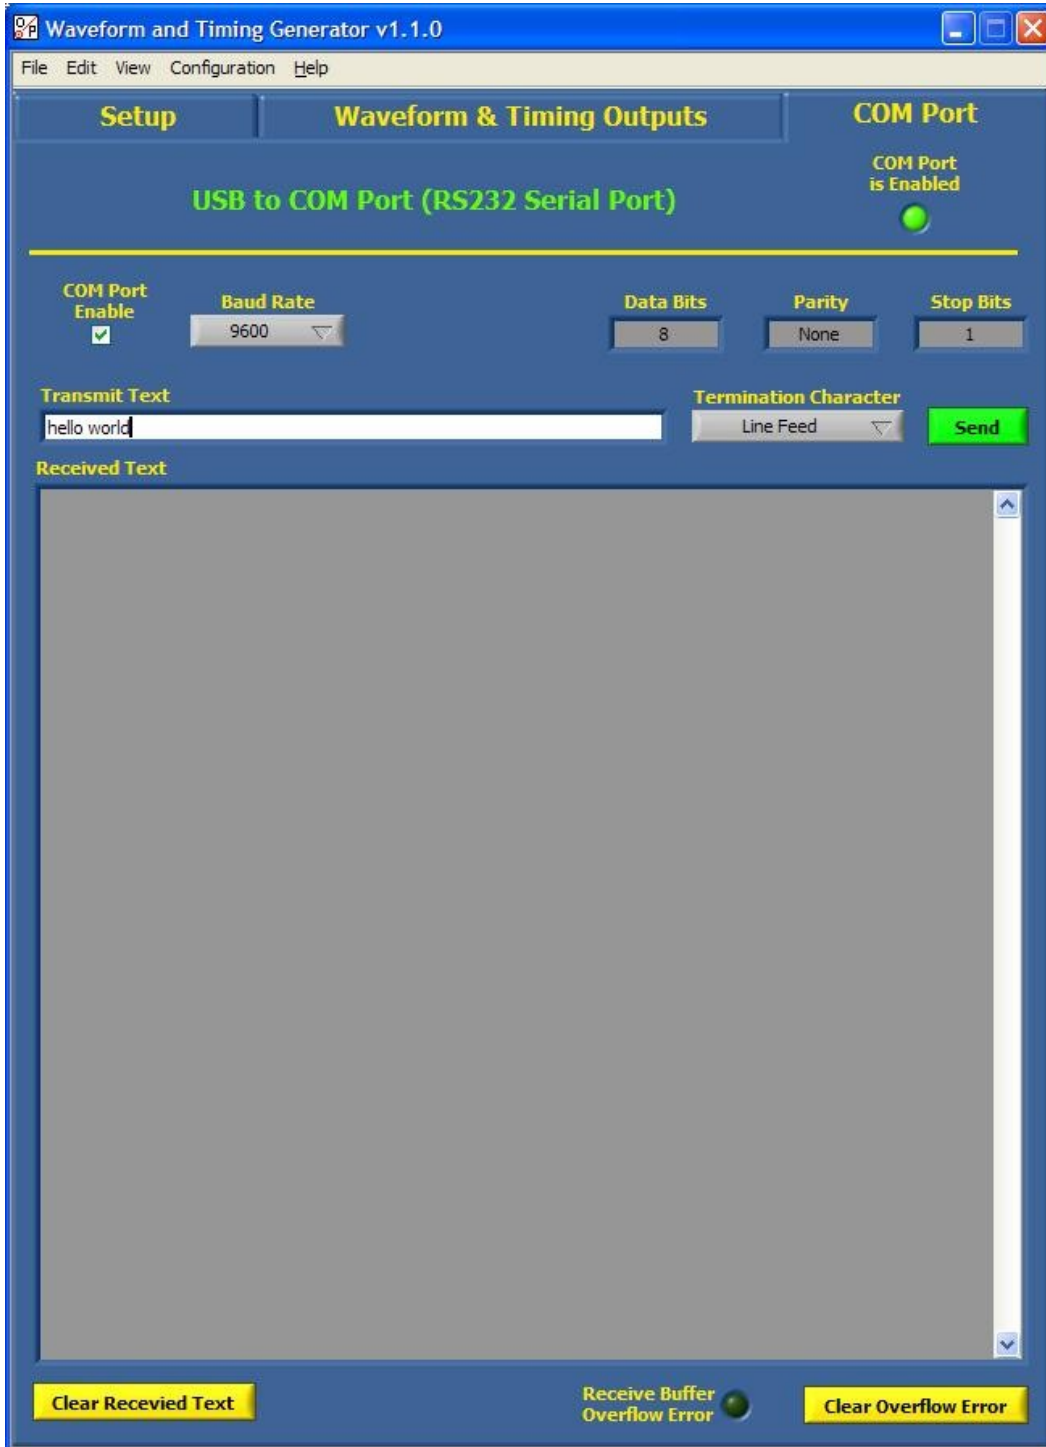 Waveform and Timing Generator v1.1.0
File Edit View Configuration Help
Setup Waveform & Timing Outputs COM Port
COM Port
is Enabled
USB to COM Port (RS232 Serial Port)
COM Port
Enable
Baud Rate
9600
Data Bits
8
Parity
None
Stop Bits
1
Transmit Text
hello world
Termination Character
Line Feed
Send
Received Text
Clear Recevied Text
Receive Buffer
Overflow Error
Clear Overflow Error